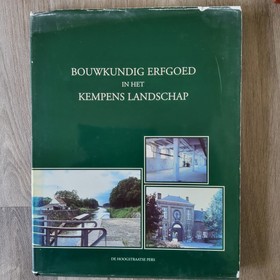 BOUWKUNDIG ERFGOED
IN HET
KEMPENS LANDSCHAP
DE HOOGSTRAATSE PERS